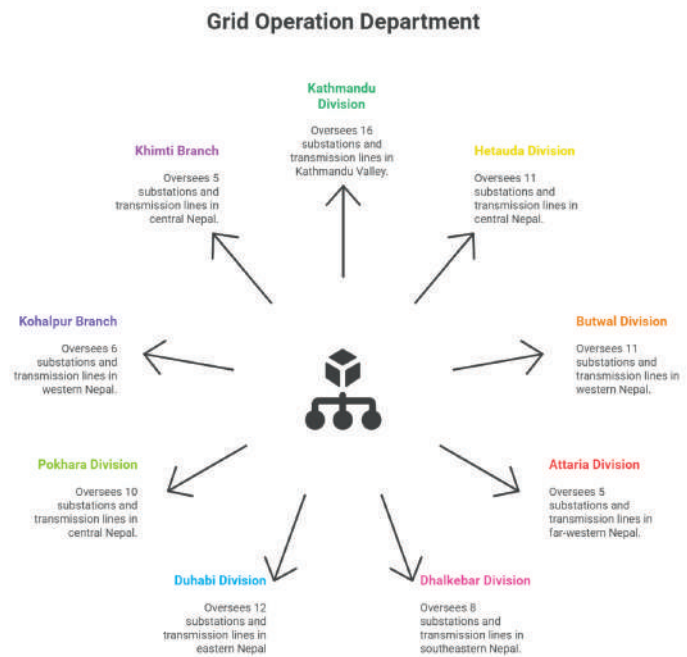 Grid Operation Department
Kathmandu
Division
Oversees 16
substations and
transmission lines in
Kathmandu Valley.
Hetauda Division
Oversees 11
substations and
transmission lines in
central Nepal.
Butwal Division
Oversees 11
substations and
transmission lines in
western Nepal.
Attaria Division
Oversees 5
substations and
transmission lines in
far-western Nepal.
Dhalkebar Division
Oversees 8
substations and
transmission lines in
southeastern Nepal.
Duhabi Division
Oversees 12
substations and
transmission lines in
eastern Nepal
Pokhara Division
Oversees 10
substations and
transmission lines in
central Nepal.
Kohalpur Branch
Oversees 6
substations and
transmission lines in
western Nepal.
Khimti Branch
Oversees 5
substations and
transmission lines in
central Nepal.